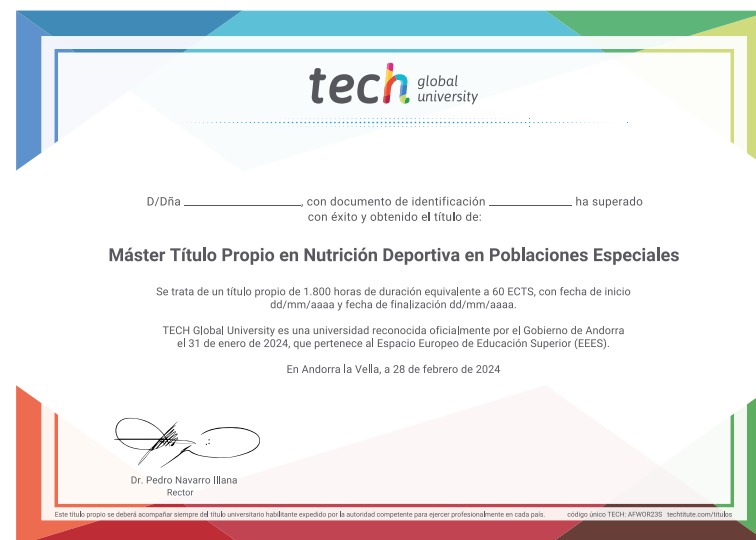 tech global
university
D/Dña ____________________, con documento de identificación ______________ ha superado
con éxito y obtenido el título de:
Máster Título Propio en Nutrición Deportiva en Poblaciones Especiales
Se trata de un título propio de 1.800 horas de duración equivalente a 60 ECTS, con fecha de inicio
dd/mm/aaaa y fecha de finalización dd/mm/aaaa.
TECH Global University es una universidad reconocida oficialmente por el Gobierno de Andorra
el 31 de enero de 2024, que pertenece al Espacio Europeo de Educación Superior (EEES).
En Andorra la Vella, a 28 de febrero de 2024
Dr. Pedro Navarro Illana
Rector
Este título propio se deberá acompañar siempre del título universitario habilitante expedido por la autoridad competente para ejercer profesionalmente en cada país. código único TECH: AFWOR23S techtitute.com/titulos